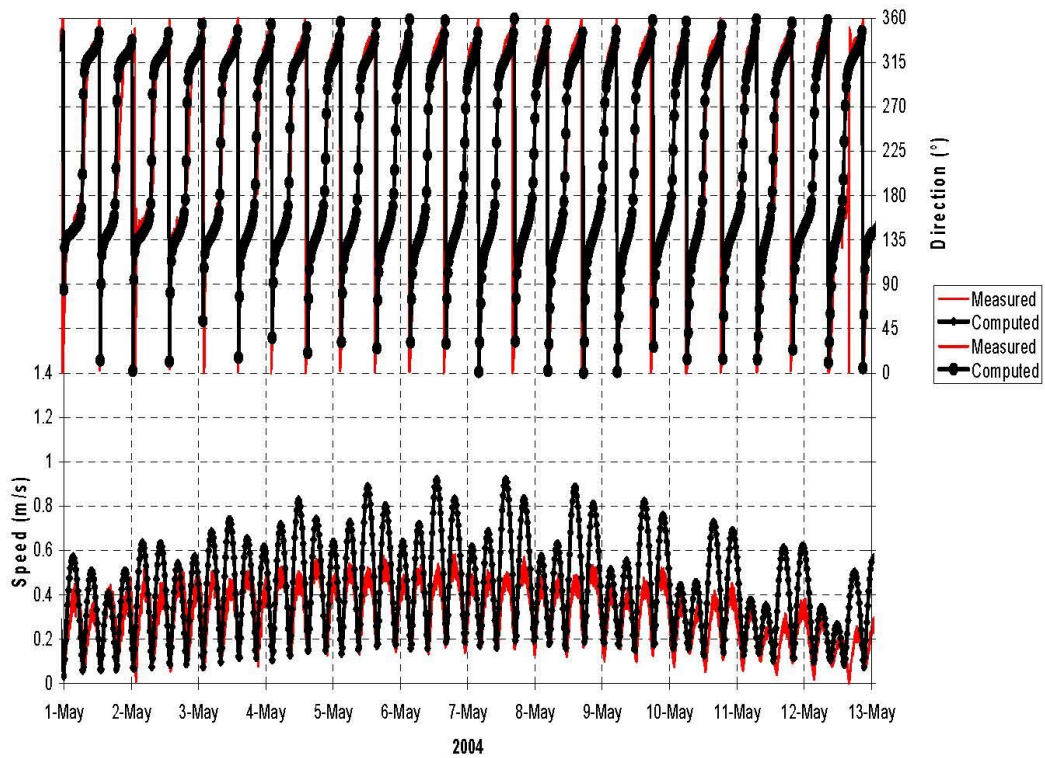 360
315
270
225
180
135
90
45
0
Direction (°)
1.4
1.2
1
0.8
0.6
0.4
0.2
0
Speed (m/s)
1-May 2-May 3-May 4-May 5-May 6-May 7-May 8-May 9-May 10-May 11-May 12-May 13-May
2004
Measured
Computed
Measured
Computed